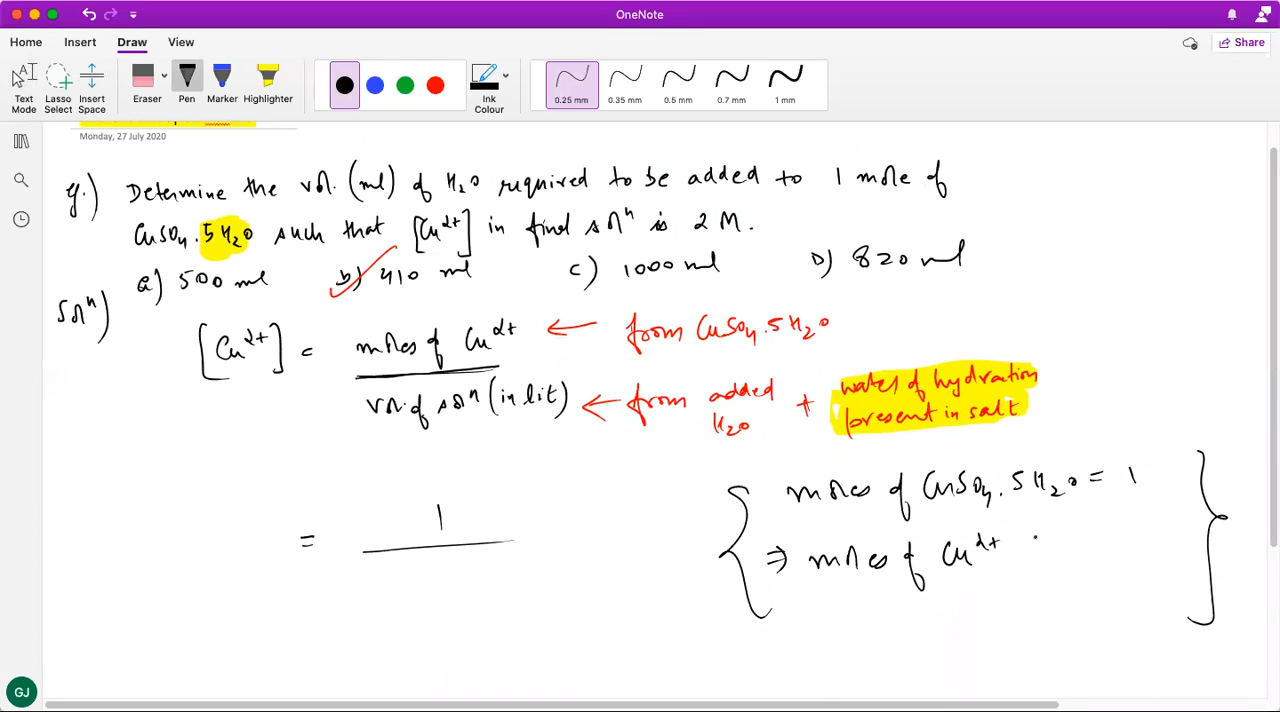 OneNote
Home Insert Draw View
Share
Text Mode
Lasso Select
Insert Space
Eraser
Pen
Marker
Highlighter
Ink Colour
0.25 mm
0.35 mm
0.5 mm
0.7 mm
1 mm
Monday, 27 July 2020
g.) Determine the vol. (ml) of H2O required to be added to 1 mole of
CuSO4.5H2O such that [Cu2+] in final solⁿ is 2 M.
a) 500 ml b) 410 ml c) 1000 ml D) 820 ml
Solⁿ)
[Cu2+] = moles of Cu2+ ← from CuSO4.5H2O
vol. of solⁿ (in lit) ← from added H2O + water of hydration present in salt
= 1
{ moles of CuSO4.5H2O = 1
⇒ moles of Cu2+ }
GJ